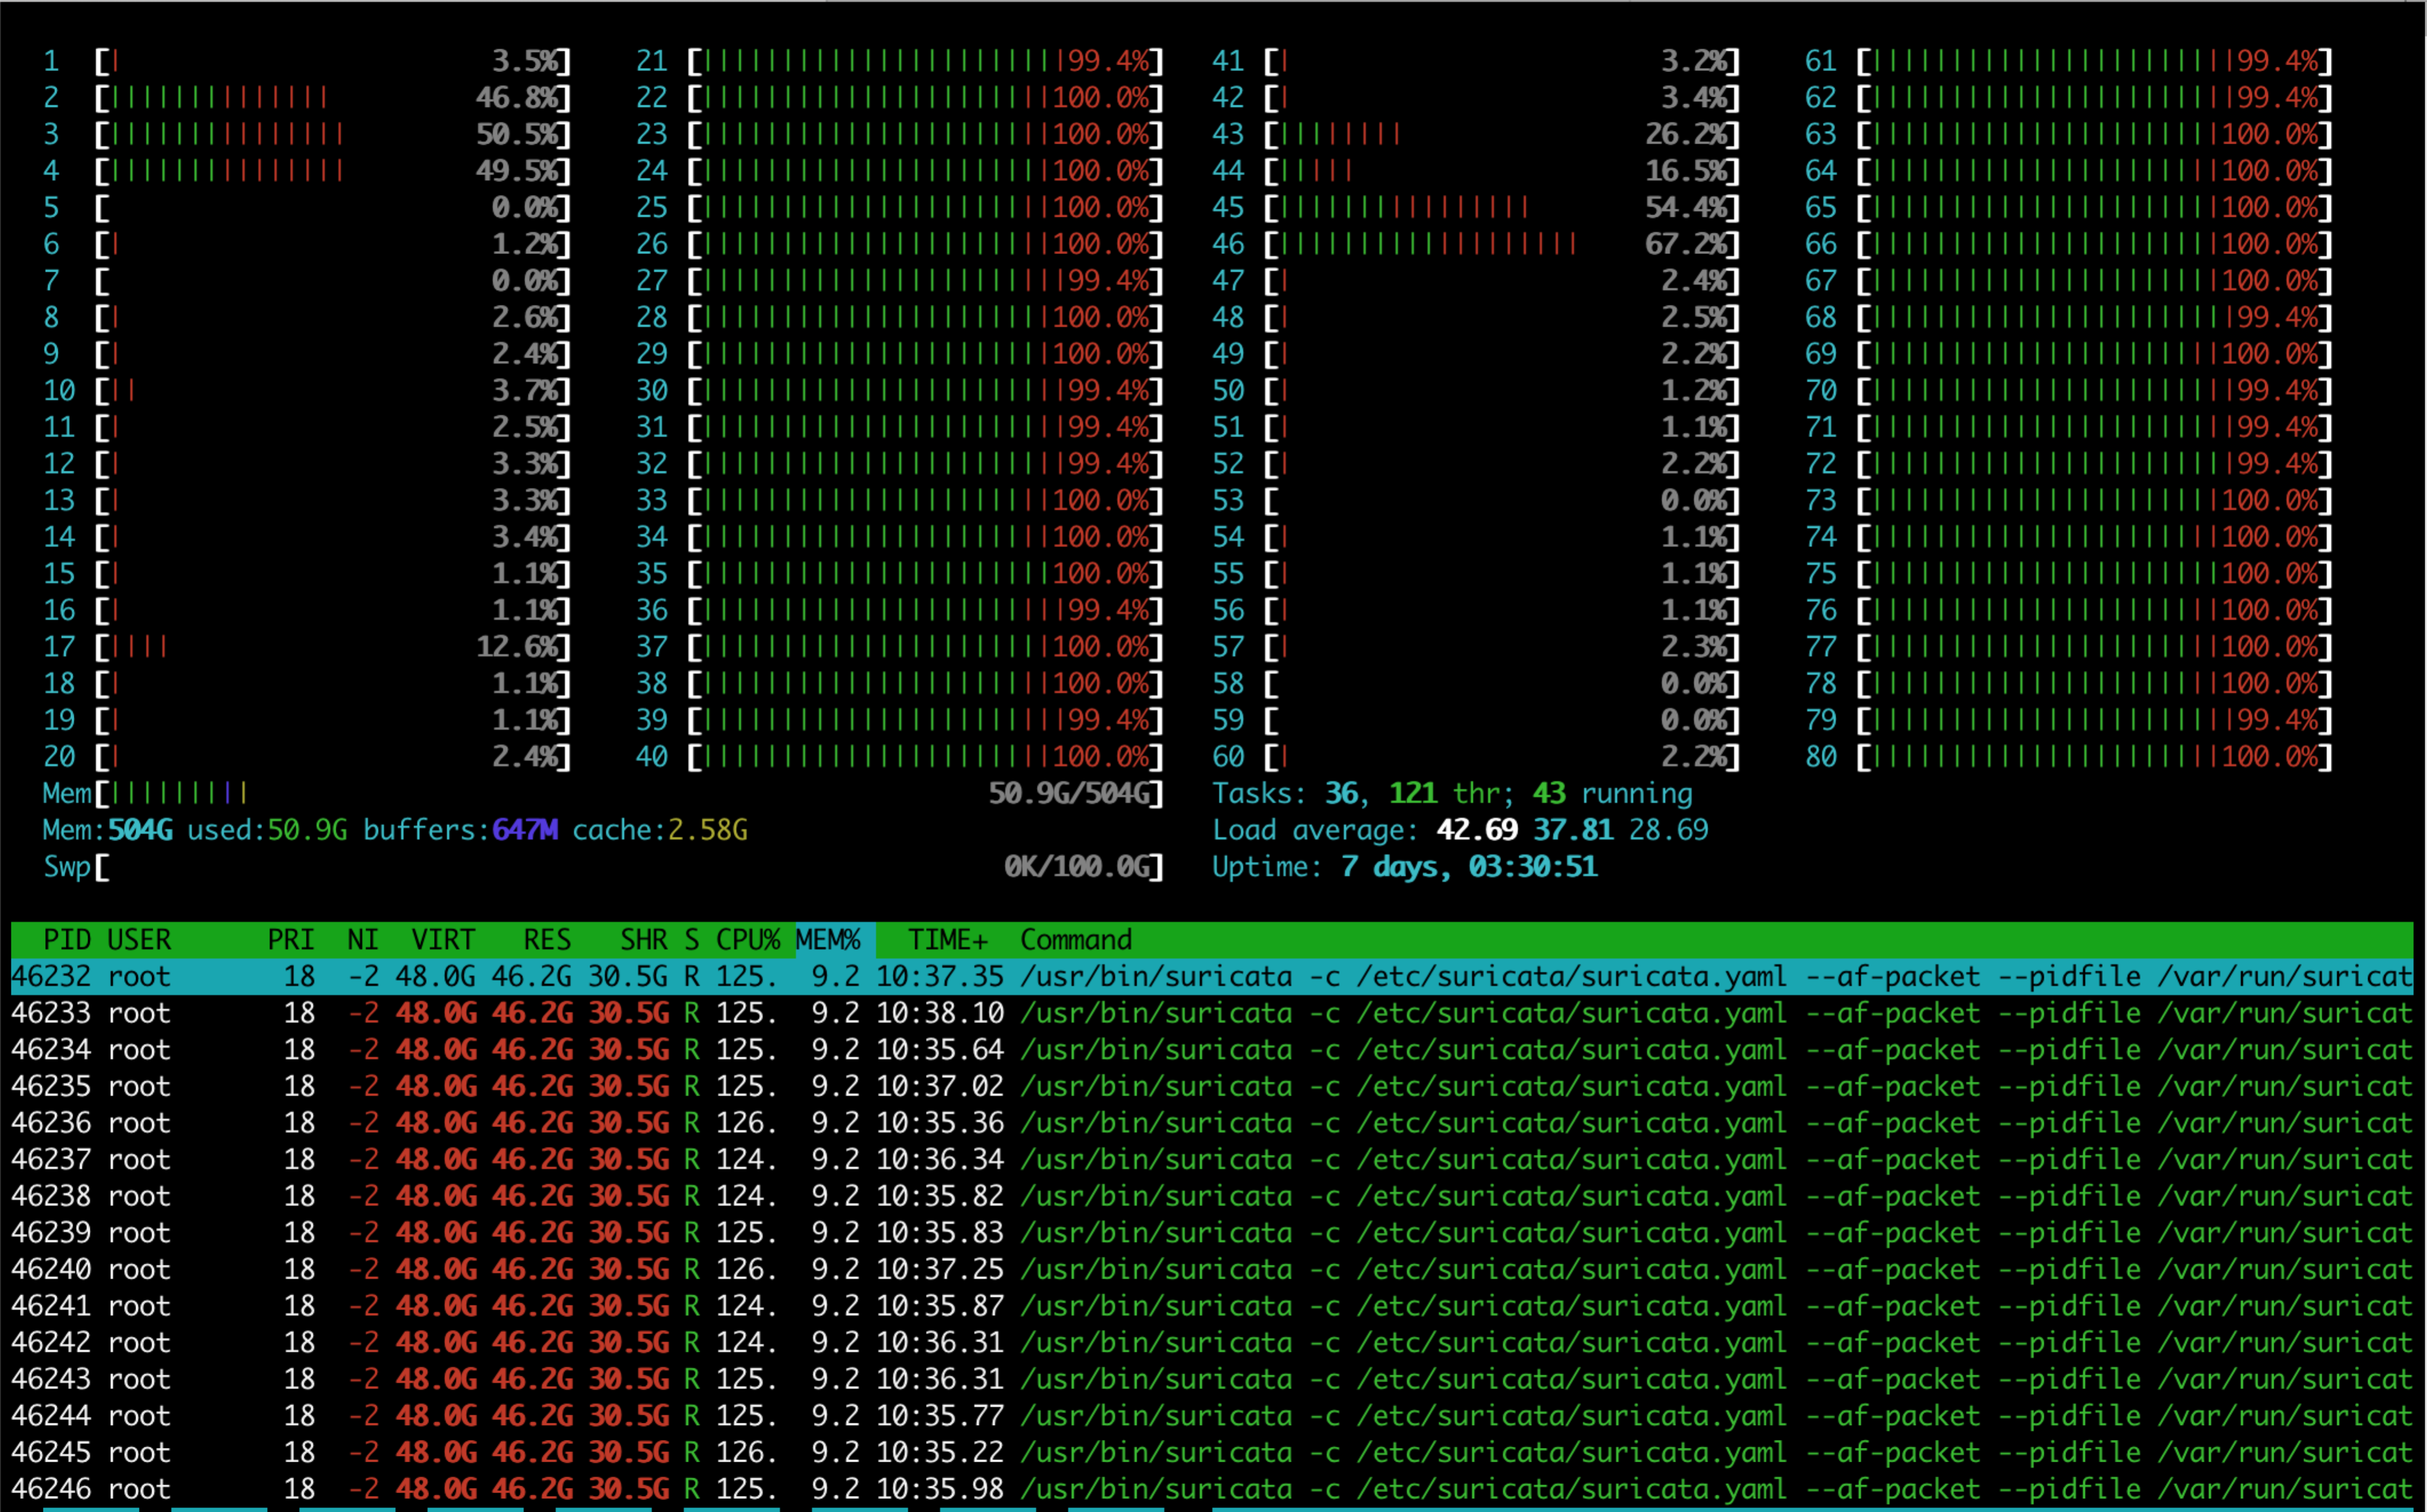 1 [| 3.5%] 21 [||||||||||||||||||||||99.4%] 41 [| 3.2%] 61 [|||||||||||||||||||||||99.4%]
2 [|||||||||||||| 46.8%] 22 [||||||||||||||||||||||100.0%] 42 [| 3.4%] 62 [|||||||||||||||||||||||99.4%]
3 [||||||||||||||| 50.5%] 23 [||||||||||||||||||||||100.0%] 43 [|||||||| 26.2%] 63 [||||||||||||||||||||||100.0%]
4 [||||||||||||||| 49.5%] 24 [||||||||||||||||||||||100.0%] 44 [||||| 16.5%] 64 [||||||||||||||||||||||100.0%]
5 [ 0.0%] 25 [||||||||||||||||||||||100.0%] 45 [|||||||||||||||| 54.4%] 65 [||||||||||||||||||||||100.0%]
6 [| 1.2%] 26 [||||||||||||||||||||||100.0%] 46 [||||||||||||||||||| 67.2%] 66 [||||||||||||||||||||||100.0%]
7 [ 0.0%] 27 [|||||||||||||||||||||||99.4%] 47 [| 2.4%] 67 [||||||||||||||||||||||100.0%]
8 [| 2.6%] 28 [||||||||||||||||||||||100.0%] 48 [| 2.5%] 68 [|||||||||||||||||||||||99.4%]
9 [| 2.4%] 29 [||||||||||||||||||||||100.0%] 49 [| 2.2%] 69 [||||||||||||||||||||||100.0%]
10 [|| 3.7%] 30 [|||||||||||||||||||||||99.4%] 50 [| 1.2%] 70 [|||||||||||||||||||||||99.4%]
11 [| 2.5%] 31 [|||||||||||||||||||||||99.4%] 51 [| 1.1%] 71 [|||||||||||||||||||||||99.4%]
12 [| 3.3%] 32 [|||||||||||||||||||||||99.4%] 52 [| 2.2%] 72 [|||||||||||||||||||||||99.4%]
13 [| 3.3%] 33 [||||||||||||||||||||||100.0%] 53 [ 0.0%] 73 [||||||||||||||||||||||100.0%]
14 [| 3.4%] 34 [||||||||||||||||||||||100.0%] 54 [| 1.1%] 74 [||||||||||||||||||||||100.0%]
15 [| 1.1%] 35 [||||||||||||||||||||||100.0%] 55 [| 1.1%] 75 [||||||||||||||||||||||100.0%]
16 [| 1.1%] 36 [|||||||||||||||||||||||99.4%] 56 [| 1.1%] 76 [||||||||||||||||||||||100.0%]
17 [|||| 12.6%] 37 [||||||||||||||||||||||100.0%] 57 [| 2.3%] 77 [||||||||||||||||||||||100.0%]
18 [| 1.1%] 38 [||||||||||||||||||||||100.0%] 58 [ 0.0%] 78 [||||||||||||||||||||||100.0%]
19 [| 1.1%] 39 [|||||||||||||||||||||||99.4%] 59 [ 0.0%] 79 [|||||||||||||||||||||||99.4%]
20 [| 2.4%] 40 [||||||||||||||||||||||100.0%] 60 [| 2.2%] 80 [||||||||||||||||||||||100.0%]
Mem[||||||||| 50.9G/504G] Tasks: 36, 121 thr; 43 running
Mem:504G used:50.9G buffers:647M cache:2.58G Load average: 42.69 37.81 28.69
Swp[ 0K/100.0G] Uptime: 7 days, 03:30:51
PID USER PRI NI VIRT RES SHR S CPU% MEM% TIME+ Command
46232 root 18 -2 48.0G 46.2G 30.5G R 125. 9.2 10:37.35 /usr/bin/suricata -c /etc/suricata/suricata.yaml --af-packet --pidfile /var/run/suricat
46233 root 18 -2 48.0G 46.2G 30.5G R 125. 9.2 10:38.10 /usr/bin/suricata -c /etc/suricata/suricata.yaml --af-packet --pidfile /var/run/suricat
46234 root 18 -2 48.0G 46.2G 30.5G R 125. 9.2 10:35.64 /usr/bin/suricata -c /etc/suricata/suricata.yaml --af-packet --pidfile /var/run/suricat
46235 root 18 -2 48.0G 46.2G 30.5G R 125. 9.2 10:37.02 /usr/bin/suricata -c /etc/suricata/suricata.yaml --af-packet --pidfile /var/run/suricat
46236 root 18 -2 48.0G 46.2G 30.5G R 126. 9.2 10:35.36 /usr/bin/suricata -c /etc/suricata/suricata.yaml --af-packet --pidfile /var/run/suricat
46237 root 18 -2 48.0G 46.2G 30.5G R 124. 9.2 10:36.34 /usr/bin/suricata -c /etc/suricata/suricata.yaml --af-packet --pidfile /var/run/suricat
46238 root 18 -2 48.0G 46.2G 30.5G R 124. 9.2 10:35.82 /usr/bin/suricata -c /etc/suricata/suricata.yaml --af-packet --pidfile /var/run/suricat
46239 root 18 -2 48.0G 46.2G 30.5G R 125. 9.2 10:35.83 /usr/bin/suricata -c /etc/suricata/suricata.yaml --af-packet --pidfile /var/run/suricat
46240 root 18 -2 48.0G 46.2G 30.5G R 126. 9.2 10:37.25 /usr/bin/suricata -c /etc/suricata/suricata.yaml --af-packet --pidfile /var/run/suricat
46241 root 18 -2 48.0G 46.2G 30.5G R 124. 9.2 10:35.87 /usr/bin/suricata -c /etc/suricata/suricata.yaml --af-packet --pidfile /var/run/suricat
46242 root 18 -2 48.0G 46.2G 30.5G R 124. 9.2 10:36.31 /usr/bin/suricata -c /etc/suricata/suricata.yaml --af-packet --pidfile /var/run/suricat
46243 root 18 -2 48.0G 46.2G 30.5G R 125. 9.2 10:36.31 /usr/bin/suricata -c /etc/suricata/suricata.yaml --af-packet --pidfile /var/run/suricat
46244 root 18 -2 48.0G 46.2G 30.5G R 125. 9.2 10:35.77 /usr/bin/suricata -c /etc/suricata/suricata.yaml --af-packet --pidfile /var/run/suricat
46245 root 18 -2 48.0G 46.2G 30.5G R 126. 9.2 10:35.22 /usr/bin/suricata -c /etc/suricata/suricata.yaml --af-packet --pidfile /var/run/suricat
46246 root 18 -2 48.0G 46.2G 30.5G R 125. 9.2 10:35.98 /usr/bin/suricata -c /etc/suricata/suricata.yaml --af-packet --pidfile /var/run/suricat